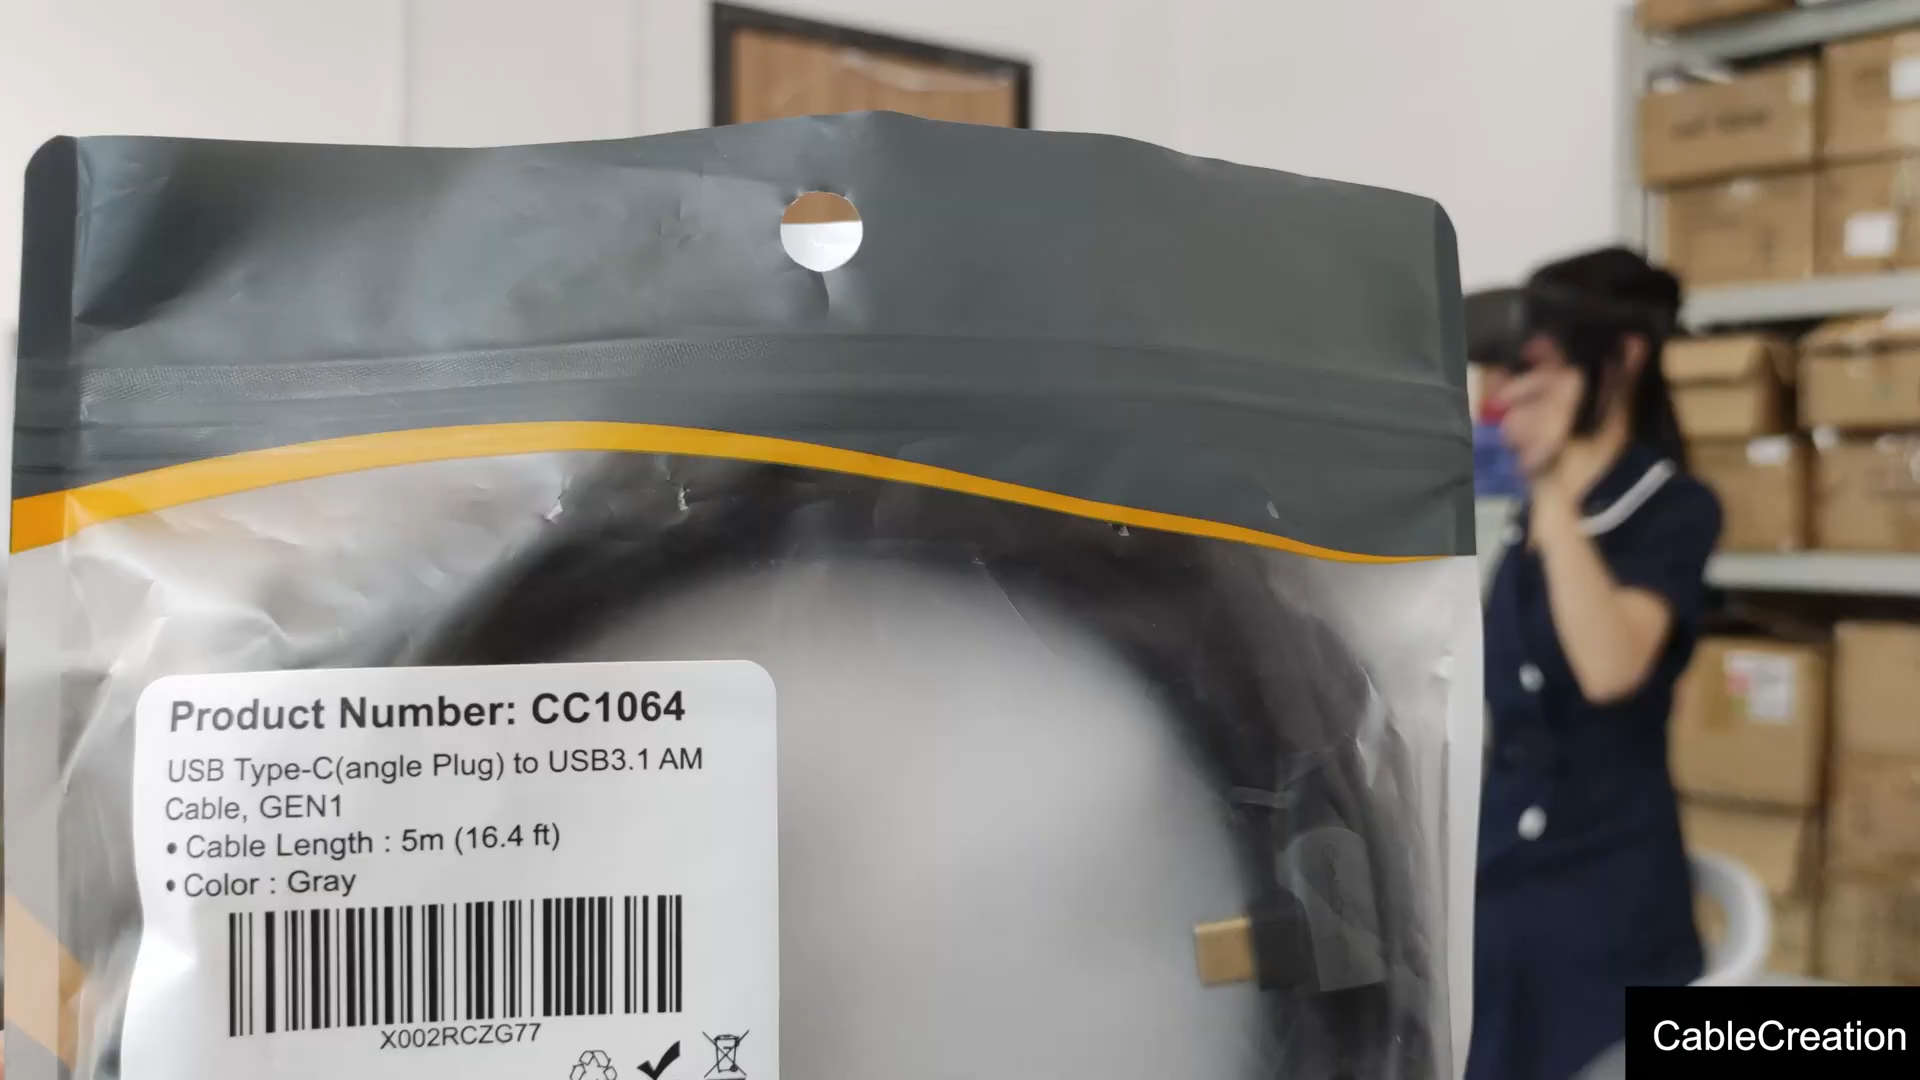 Product Number: CC1064
USB Type-C(angle Plug) to USB3.1 AM
Cable, GEN1
• Cable Length : 5m (16.4 ft)
• Color : Gray
X002RCZG77
CableCreation